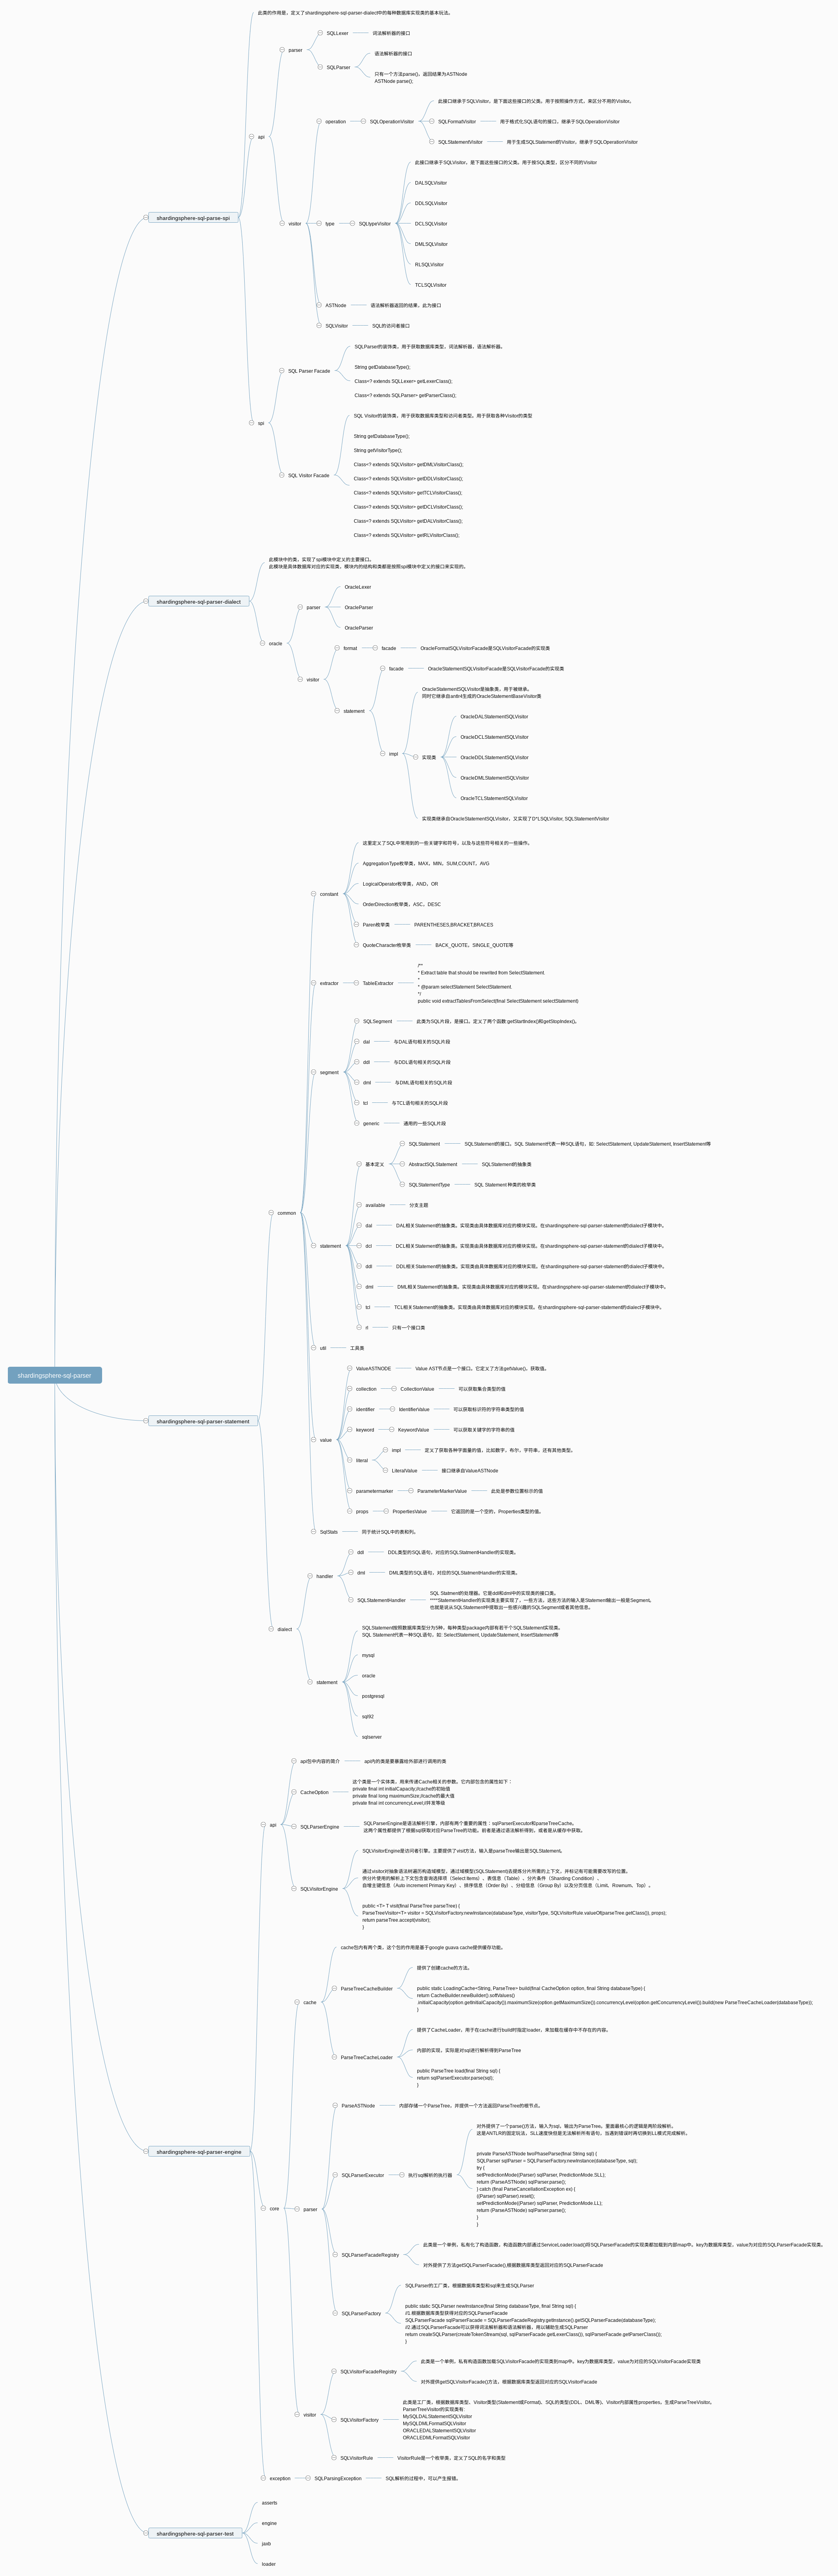 此类的作用是，定义了shardingsphere-sql-parser-dialect中的每种数据库实现类的基本玩法。
SQLLexer
词法解析器的接口
parser
语法解析器的接口
SQLParser
只有一个方法parse()，返回结果为ASTNode
ASTNode parse();
此接口继承于SQLVisitor，是下面这些接口的父类。用于按照操作方式，来区分不用的Visitor。
api
operation
SQLOperationVisitor
SQLFormatVisitor
用于格式化SQL语句的接口，继承于SQLOperationVisitor
SQLStatementVisitor
用于生成SQLStatement的Visitor，继承于SQLOperationVisitor
此接口继承于SQLVisitor，是下面这些接口的父类。用于按SQL类型，区分不同的Visitor
DALSQLVisitor
DDLSQLVisitor
shardingsphere-sql-parse-spi
visitor
type
SQLtypeVisitor
DCLSQLVisitor
DMLSQLVisitor
RLSQLVisitor
TCLSQLVisitor
ASTNode
语法解析器返回的结果，此为接口
SQLVisitor
SQL的访问者接口
SQLParser的装饰类，用于获取数据库类型，词法解析器，语法解析器。
SQL Parser Facade
String getDatabaseType();
Class<? extends SQLLexer> getLexerClass();
Class<? extends SQLParser> getParserClass();
spi
SQL Visitor的装饰类，用于获取数据库类型和访问者类型。用于获取各种Visitor的类型
String getDatabaseType();
String getVisitorType();
Class<? extends SQLVisitor> getDMLVisitorClass();
SQL Visitor Facade
Class<? extends SQLVisitor> getDDLVisitorClass();
Class<? extends SQLVisitor> getTCLVisitorClass();
Class<? extends SQLVisitor> getDCLVisitorClass();
Class<? extends SQLVisitor> getDALVisitorClass();
Class<? extends SQLVisitor> getRLVisitorClass();
此模块中的类，实现了spi模块中定义的主要接口。
此模块是具体数据库对应的实现类，模块内的结构和类都是按照spi模块中定义的接口来实现的。
shardingsphere-sql-parser-dialect
OracleLexer
parser
OracleParser
OracleParser
oracle
format
facade
OracleFormatSQLVisitorFacade是SQLVisitorFacade的实现类
visitor
facade
OracleStatementSQLVisitorFacade是SQLVisitorFacade的实现类
statement
OracleStatementSQLVisitor是抽象类，用于被继承。
同时它继承自antlr4生成的OracleStatementBaseVisitor类
impl
实现类
OracleDALStatementSQLVisitor
OracleDCLStatementSQLVisitor
OracleDDLStatementSQLVisitor
OracleDMLStatementSQLVisitor
OracleTCLStatementSQLVisitor
实现类继承自OracleStatementSQLVisitor，又实现了D*LSQLVisitor, SQLStatementVisitor
这里定义了SQL中常用到的一些关键字和符号，以及与这些符号相关的一些操作。
AggregationType枚举类，MAX、MIN、SUM,COUNT、AVG
constant
LogicalOperator枚举类，AND、OR
OrderDirection枚举类，ASC、DESC
Paren枚举类
PARENTHESES,BRACKET,BRACES
QuoteCharacter枚举类
BACK_QUOTE、SINGLE_QUOTE等
extractor
TableExtractor
/**
* Extract table that should be rewrited from SelectStatement.
*
* @param selectStatement SelectStatement.
*/
public void extractTablesFromSelect(final SelectStatement selectStatement)
segment
SQLSegment
此类为SQL片段，是接口，定义了两个函数:getStartIndex()和getStopIndex()。
dal
与DAL语句相关的SQL片段
ddl
与DDL语句相关的SQL片段
dml
与DML语句相关的SQL片段
tcl
与TCL语句相关的SQL片段
generic
通用的一些SQL片段
基本定义
SQLStatement
SQLStatement的接口。SQL Statement代表一种SQL语句，如: SelectStatement, UpdateStatement, InsertStatement等
AbstractSQLStatement
SQLStatement的抽象类
SQLStatementType
SQL Statement 种类的枚举类
common
available
分支主题
statement
dal
DAL相关Statement的抽象类。实现类由具体数据库对应的模块实现。在shardingsphere-sql-parser-statement的dialect子模块中。
dcl
DCL相关Statement的抽象类。实现类由具体数据库对应的模块实现。在shardingsphere-sql-parser-statement的dialect子模块中。
ddl
DDL相关Statement的抽象类。实现类由具体数据库对应的模块实现。在shardingsphere-sql-parser-statement的dialect子模块中。
dml
DML相关Statement的抽象类。实现类由具体数据库对应的模块实现。在shardingsphere-sql-parser-statement的dialect子模块中。
tcl
TCL相关Statement的抽象类。实现类由具体数据库对应的模块实现。在shardingsphere-sql-parser-statement的dialect子模块中。
rl
只有一个接口类
util
工具类
shardingsphere-sql-parser
ValueASTNODE
Value AST节点是一个接口。它定义了方法getValue()，获取值。
collection
CollectionValue
可以获取集合类型的值
identifier
IdentifierValue
可以获取标识符的字符串类型的值
shardingsphere-sql-parser-statement
keyword
KeywordValue
可以获取关键字的字符串的值
value
literal
impl
定义了获取各种字面量的值，比如数字，布尔，字符串，还有其他类型。
LiteralValue
接口继承自ValueASTNode
parametermarker
ParameterMarkerValue
此处是参数位置标示的值
props
PropertiesValue
它返回的是一个空的，Properties类型的值。
SqlStats
同于统计SQL中的表和列。
ddl
DDL类型的SQL语句，对应的SQLStatmentHandler的实现类。
handler
dml
DML类型的SQL语句，对应的SQLStatmentHandler的实现类。
SQLStatementHandler
SQL Statment的处理器。它是ddl和dml中的实现类的接口类。
****StatementHandler的实现类主要实现了，一些方法，这些方法的输入是Statement输出一般是Segment。
也就是说从SQLStatement中提取出一些感兴趣的SQLSegment或者其他信息。
dialect
SQLStatement按照数据库类型分为5种，每种类型package内部有若干个SQLStatement实现类。
SQL Statement代表一种SQL语句，如: SelectStatement, UpdateStatement, InsertStatement等
mysql
statement
oracle
postgresql
sql92
sqlserver
api包中内容的简介
api内的类是要暴露给外部进行调用的类
CacheOption
这个类是一个实体类，用来传递Cache相关的参数。它内部包含的属性如下：
private final int initialCapacity;//cache的初始值
private final long maximumSize;//cache的最大值
private final int concurrencyLevel;//并发等级
api
SQLParserEngine
SQLParserEngine是语法解析引擎，内部有两个重要的属性：sqlParserExecutor和parseTreeCache。
这两个属性都提供了根据sql获取对应ParseTree的功能。前者是通过语法解析得到，或者是从缓存中获取。
SQLVisitorEngine是访问者引擎。主要提供了visit方法，输入是parseTree输出是SQLStatement。
SQLVisitorEngine
通过visitor对抽象语法树遍历构造域模型，通过域模型(SQLStatement)去提炼分片所需的上下文，并标记有可能需要改写的位置。
供分片使用的解析上下文包含查询选择项（Select Items）、表信息（Table）、分片条件（Sharding Condition）、
自增主键信息（Auto increment Primary Key）、排序信息（Order By）、分组信息（Group By）以及分页信息（Limit、Rownum、Top）。
public <T> T visit(final ParseTree parseTree) {
ParseTreeVisitor<T> visitor = SQLVisitorFactory.newInstance(databaseType, visitorType, SQLVisitorRule.valueOf(parseTree.getClass()), props);
return parseTree.accept(visitor);
}
cache包内有两个类，这个包的作用是基于google guava cache提供缓存功能。
提供了创建cache的方法。
cache
ParseTreeCacheBuilder
public static LoadingCache<String, ParseTree> build(final CacheOption option, final String databaseType) {
return CacheBuilder.newBuilder().softValues()
.initialCapacity(option.getInitialCapacity()).maximumSize(option.getMaximumSize()).concurrencyLevel(option.getConcurrencyLevel()).build(new ParseTreeCacheLoader(databaseType));
}
提供了CacheLoader，用于在cache进行build时指定loader，来加载在缓存中不存在的内容。
ParseTreeCacheLoader
内部的实现，实际是对sql进行解析得到ParseTree
public ParseTree load(final String sql) {
return sqlParserExecutor.parse(sql);
}
ParseASTNode
内部存储一个ParseTree，并提供一个方法返回ParseTree的根节点。
对外提供了一个parse()方法，输入为sql，输出为ParseTree。里面最核心的逻辑是两阶段解析。
这是ANTLR的固定玩法，SLL速度快但是无法解析所有语句，当遇到错误时再切换到LL模式完成解析。
shardingsphere-sql-parser-engine
SQLParserExecutor
执行sql解析的执行器
private ParseASTNode twoPhaseParse(final String sql) {
SQLParser sqlParser = SQLParserFactory.newInstance(databaseType, sql);
try {
setPredictionMode((Parser) sqlParser, PredictionMode.SLL);
return (ParseASTNode) sqlParser.parse();
} catch (final ParseCancellationException ex) {
((Parser) sqlParser).reset();
setPredictionMode((Parser) sqlParser, PredictionMode.LL);
return (ParseASTNode) sqlParser.parse();
}
}
core
parser
SQLParserFacadeRegistry
此类是一个单例，私有化了构造函数，构造函数内部通过ServiceLoader.load()将SQLParserFacade的实现类都加载到内部map中。key为数据库类型，value为对应的SQLParserFacade实现类。
对外提供了方法getSQLParserFacade(),根据数据库类型返回对应的SQLParserFacade
SQLParser的工厂类，根据数据库类型和sql来生成SQLParser
SQLParserFactory
public static SQLParser newInstance(final String databaseType, final String sql) {
//1.根据数据库类型获得对应的SQLParserFacade
SQLParserFacade sqlParserFacade = SQLParserFacadeRegistry.getInstance().getSQLParserFacade(databaseType);
//2.通过SQLParserFacade可以获得词法解析器和语法解析器，用以辅助生成SQLParser
return createSQLParser(createTokenStream(sql, sqlParserFacade.getLexerClass()), sqlParserFacade.getParserClass());
}
SQLVisitorFacadeRegistry
此类是一个单例，私有构造函数加载SQLVisitorFacade的实现类到map中，key为数据库类型，value为对应的SQLVisitorFacade实现类
对外提供getSQLVisitorFacade()方法，根据数据库类型返回对应的SQLVisitorFacade
visitor
SQLVisitorFactory
此类是工厂类，根据数据库类型、Visitor类型(Statement或Format)、SQL的类型(DDL、DML等)、Visitor内部属性properties，生成ParseTreeVisitor。
ParserTreeVisitor的实现类有:
MySQLDALStatementSQLVisitor
MySQLDMLFormatSQLVisitor
ORACLEDALStatementSQLVisitor
ORACLEDMLFormatSQLVisitor
SQLVisitorRule
VisitorRule是一个枚举类，定义了SQL的名字和类型
exception
SQLParsingException
SQL解析的过程中，可以产生报错。
asserts
engine
shardingsphere-sql-parser-test
jaxb
loader